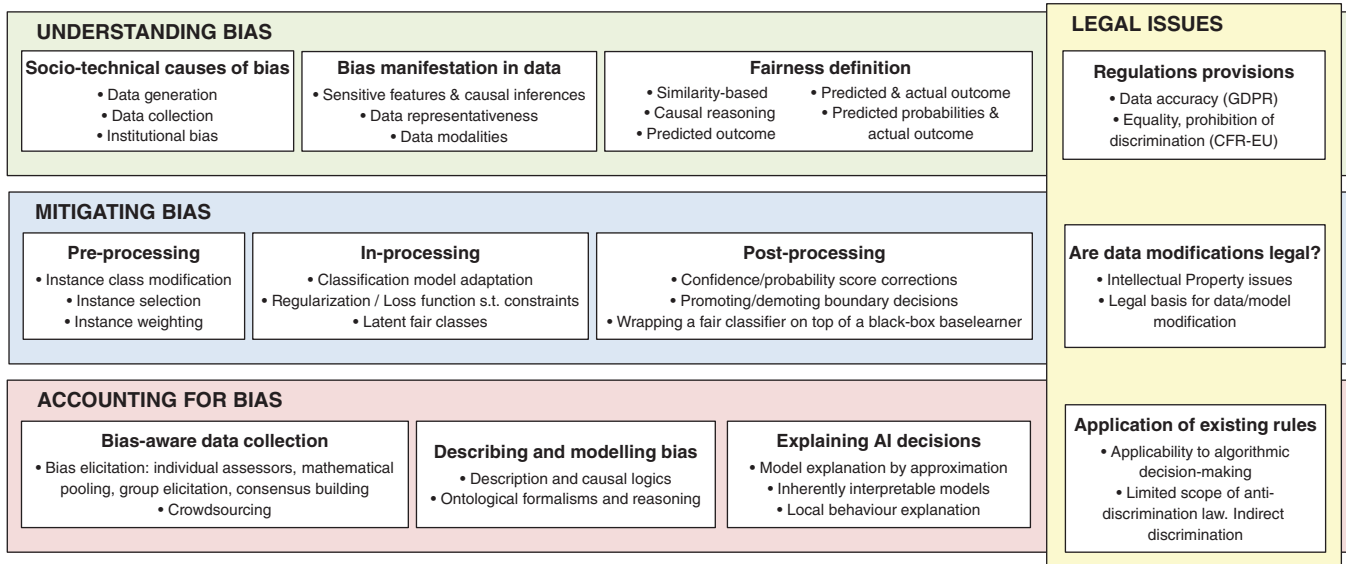 UNDERSTANDING BIAS
Socio-technical causes of bias
• Data generation
• Data collection
• Institutional bias
Bias manifestation in data
• Sensitive features & causal inferences
• Data representativeness
• Data modalities
Fairness definition
• Similarity-based
• Causal reasoning
• Predicted outcome
• Predicted & actual outcome
• Predicted probabilities &
actual outcome
LEGAL ISSUES
Regulations provisions
• Data accuracy (GDPR)
• Equality, prohibition of
discrimination (CFR-EU)
MITIGATING BIAS
Pre-processing
• Instance class modification
• Instance selection
• Instance weighting
In-processing
• Classification model adaptation
• Regularization / Loss function s.t. constraints
• Latent fair classes
Post-processing
• Confidence/probability score corrections
• Promoting/demoting boundary decisions
• Wrapping a fair classifier on top of a black-box baselearner
Are data modifications legal?
• Intellectual Property issues
• Legal basis for data/model
modification
ACCOUNTING FOR BIAS
Bias-aware data collection
• Bias elicitation: individual assessors, mathematical
pooling, group elicitation, consensus building
• Crowdsourcing
Describing and modelling bias
• Description and causal logics
• Ontological formalisms and reasoning
Explaining AI decisions
• Model explanation by approximation
• Inherently interpretable models
• Local behaviour explanation
Application of existing rules
• Applicability to algorithmic
decision-making
• Limited scope of anti-
discrimination law. Indirect
discrimination